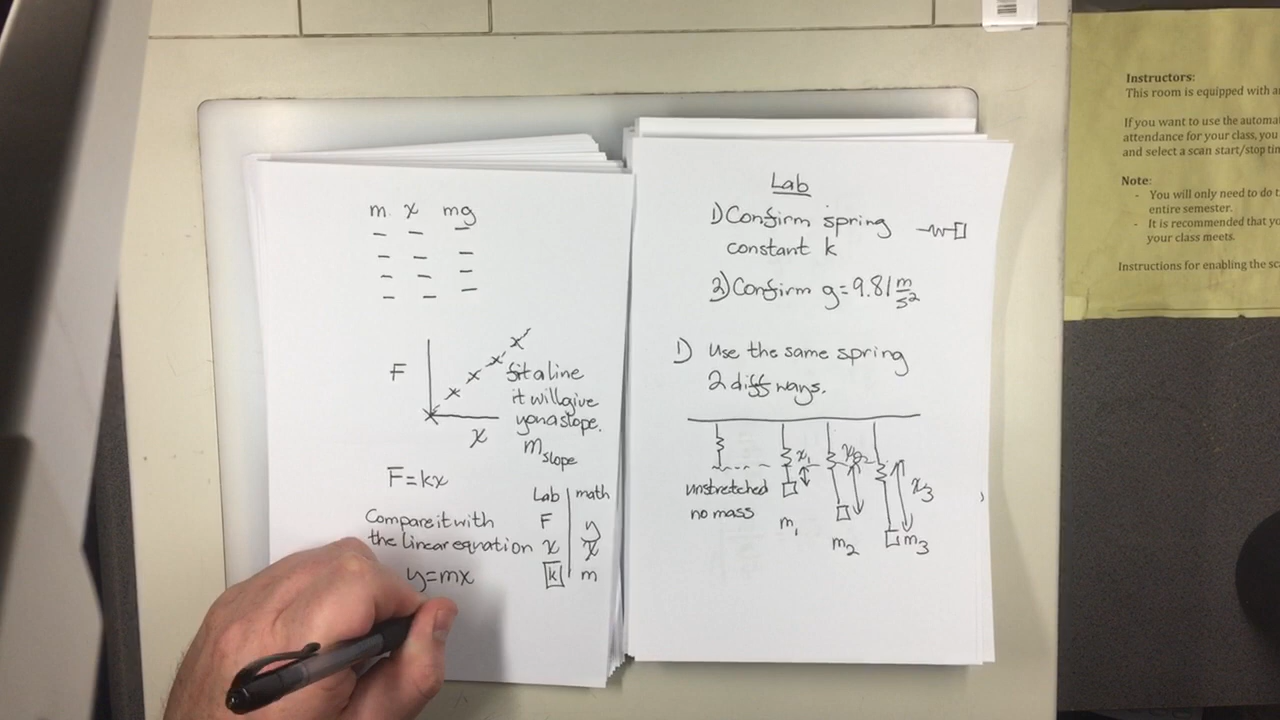 m x mg
F
x
fit a line
it will give
you a slope.
m slope
F=kx
Compare it with
the linear equation
y=mx
Lab math
F y
x x
k m
Lab
1) Confirm spring
constant k
2) Confirm g=9.81 m/s²
1) Use the same spring
2 diff ways.
unstretched
no mass
x₁
m₁
m₂
x₃
m₃
Instructors:
This room is equipped with
If you want to use the
attendance for your class, you
and select a scan start/stop
Note:
- You will only need to do
entire semester.
- It is recommended that
your class meets.
Instructions for enabling the